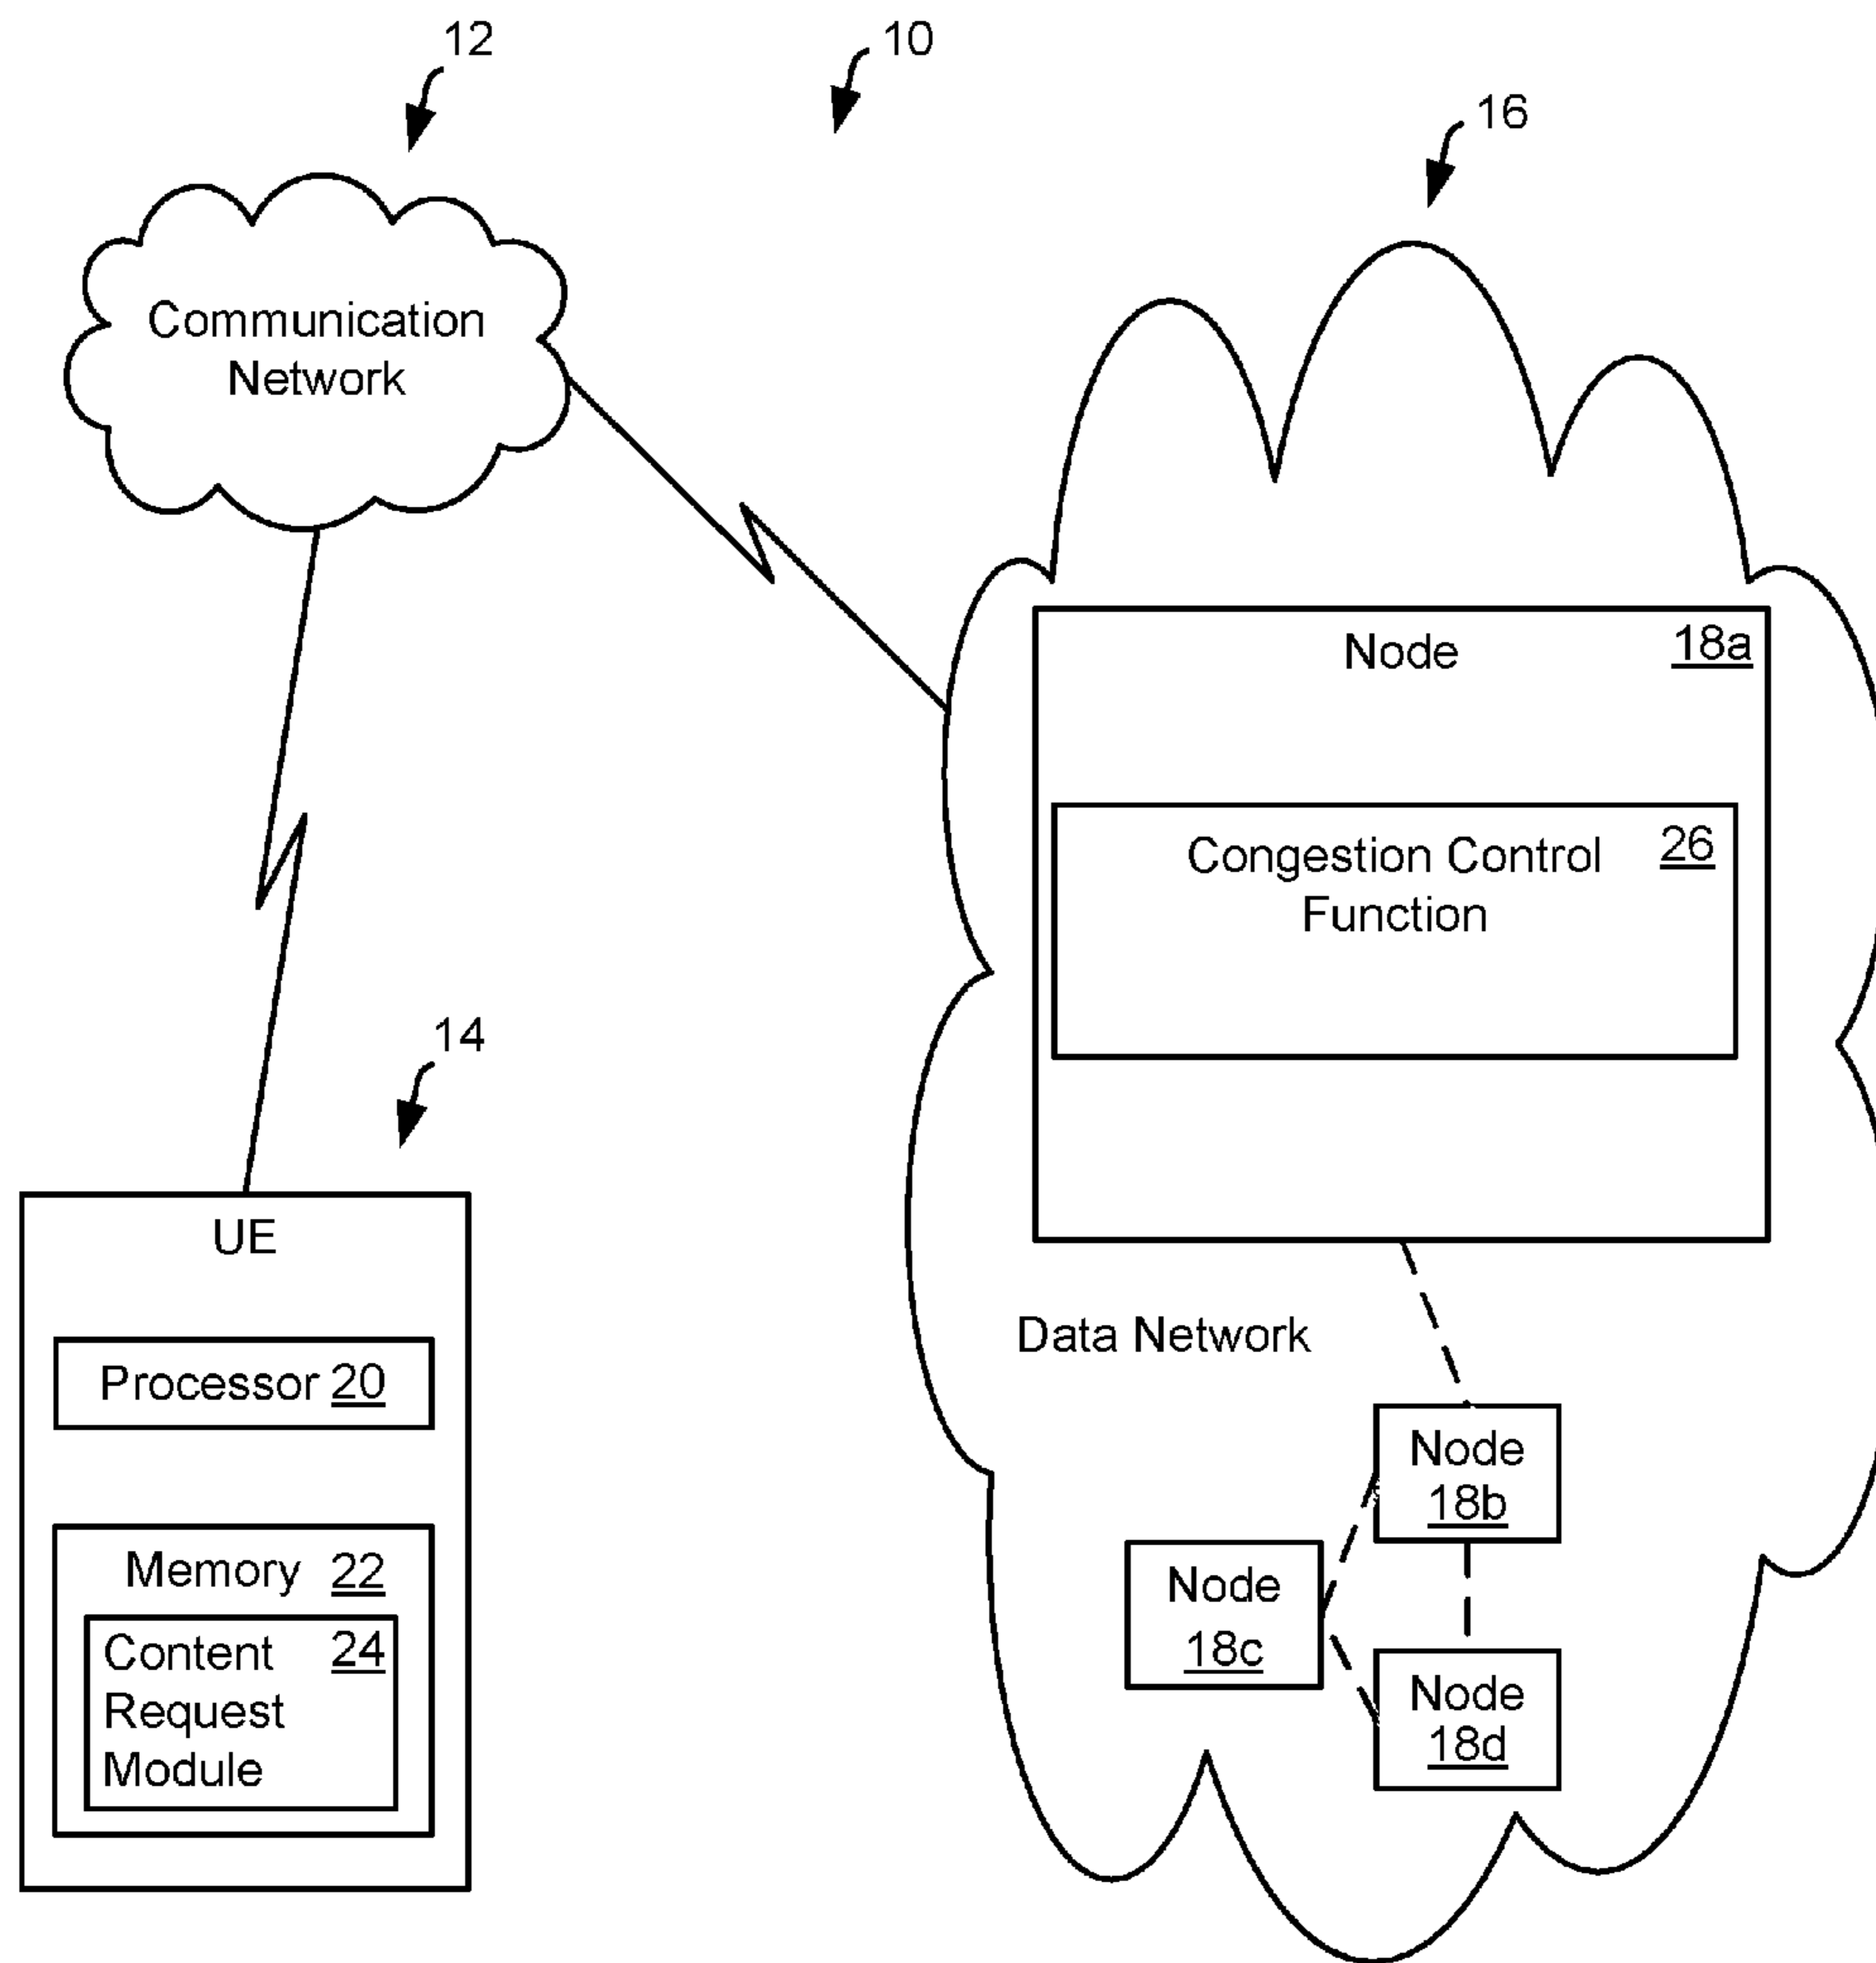 12
10
16
Communication
Network
Node
18a
Congestion Control
Function
26
14
UE
Processor 20
Memory 22
Content
Request
Module
24
Data Network
Node
18b
Node
18c
Node
18d